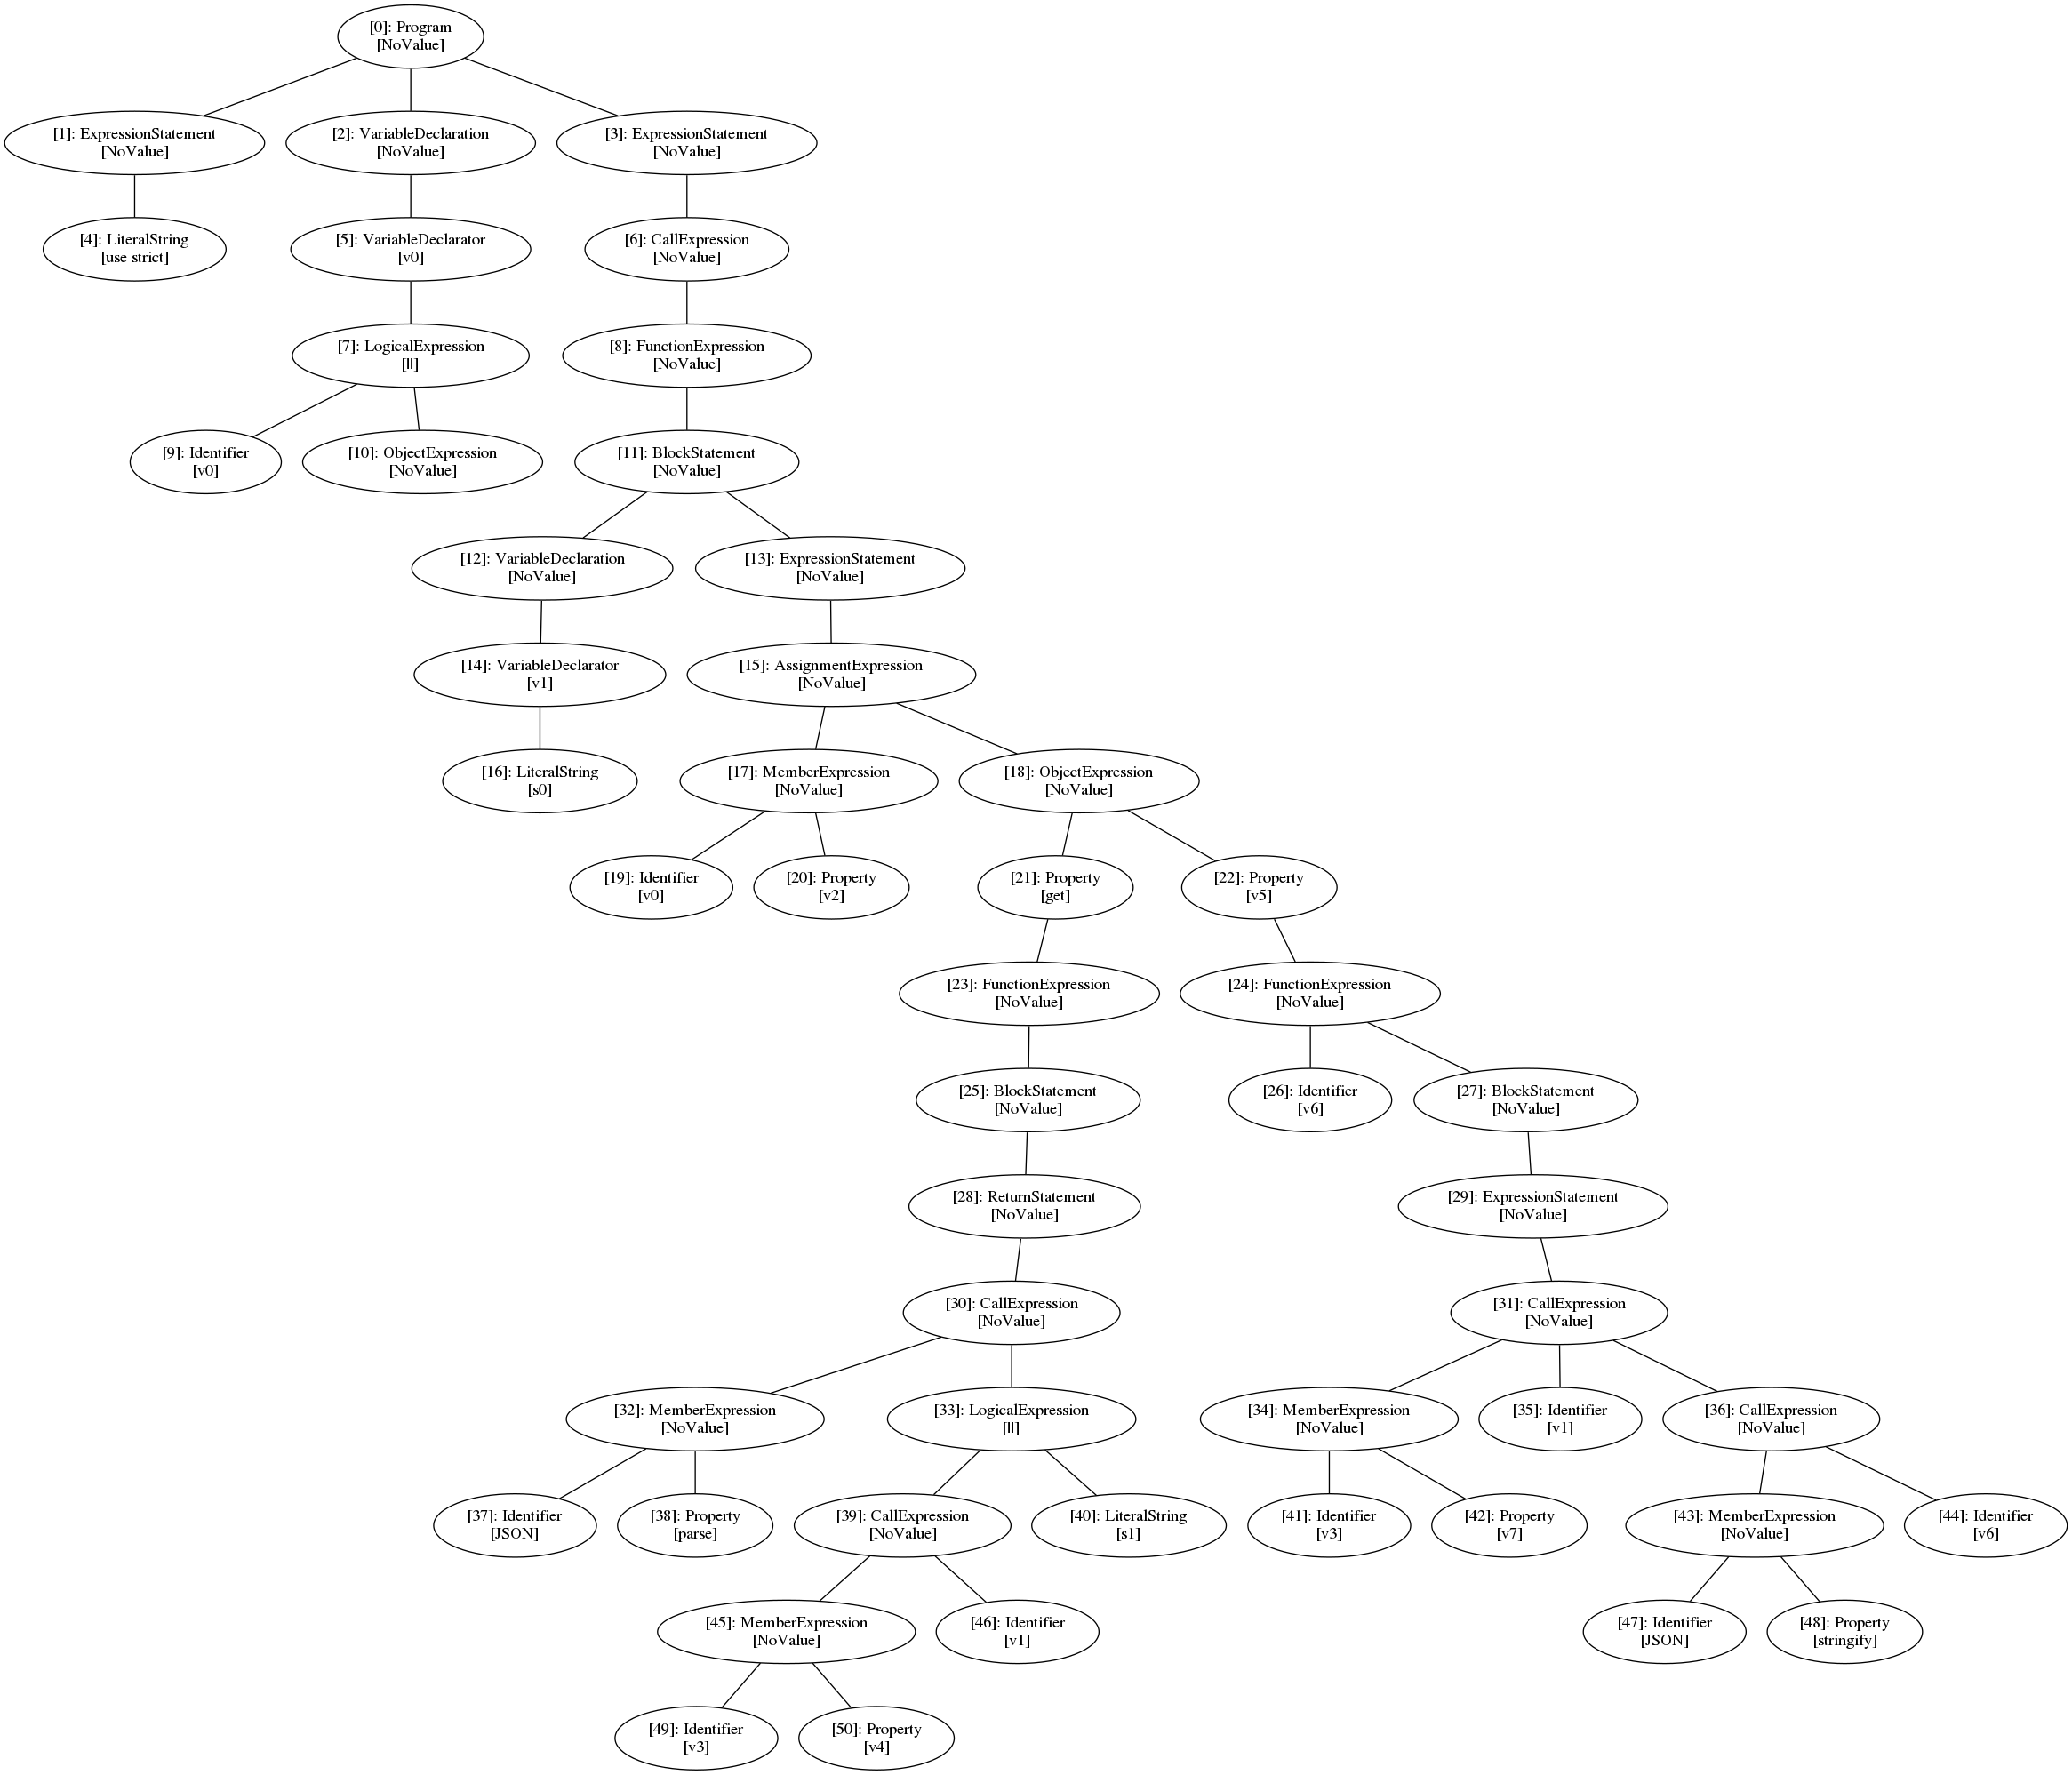 [0]: Program
[NoValue]
[1]: ExpressionStatement
[NoValue]
[2]: VariableDeclaration
[NoValue]
[3]: ExpressionStatement
[NoValue]
[4]: LiteralString
[use strict]
[5]: VariableDeclarator
[v0]
[6]: CallExpression
[NoValue]
[7]: LogicalExpression
[||]
[8]: FunctionExpression
[NoValue]
[9]: Identifier
[v0]
[10]: ObjectExpression
[NoValue]
[11]: BlockStatement
[NoValue]
[12]: VariableDeclaration
[NoValue]
[13]: ExpressionStatement
[NoValue]
[14]: VariableDeclarator
[v1]
[15]: AssignmentExpression
[NoValue]
[16]: LiteralString
[s0]
[17]: MemberExpression
[NoValue]
[18]: ObjectExpression
[NoValue]
[19]: Identifier
[v0]
[20]: Property
[v2]
[21]: Property
[get]
[22]: Property
[v5]
[23]: FunctionExpression
[NoValue]
[24]: FunctionExpression
[NoValue]
[25]: BlockStatement
[NoValue]
[26]: Identifier
[v6]
[27]: BlockStatement
[NoValue]
[28]: ReturnStatement
[NoValue]
[29]: ExpressionStatement
[NoValue]
[30]: CallExpression
[NoValue]
[31]: CallExpression
[NoValue]
[32]: MemberExpression
[NoValue]
[33]: LogicalExpression
[||]
[34]: MemberExpression
[NoValue]
[35]: Identifier
[v1]
[36]: CallExpression
[NoValue]
[37]: Identifier
[JSON]
[38]: Property
[parse]
[39]: CallExpression
[NoValue]
[40]: LiteralString
[s1]
[41]: Identifier
[v3]
[42]: Property
[v7]
[43]: MemberExpression
[NoValue]
[44]: Identifier
[v6]
[45]: MemberExpression
[NoValue]
[46]: Identifier
[v1]
[47]: Identifier
[JSON]
[48]: Property
[stringify]
[49]: Identifier
[v3]
[50]: Property
[v4]